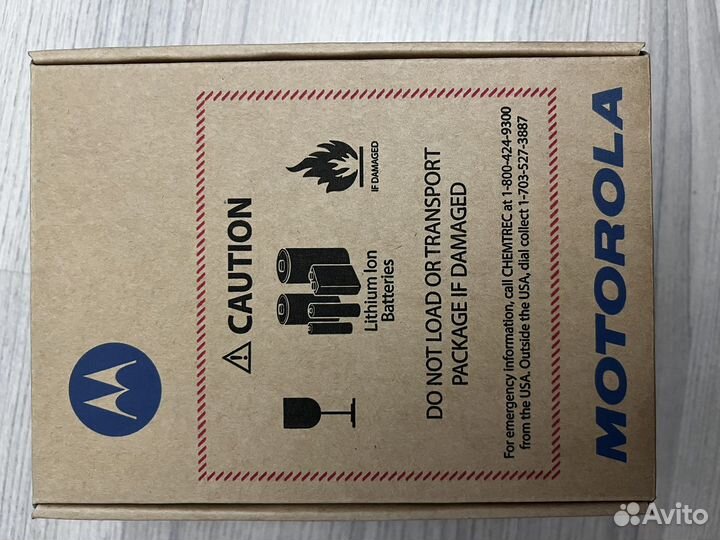 ⚠ CAUTION
IF DAMAGED
Lithium Ion
Batteries
DO NOT LOAD OR TRANSPORT
PACKAGE IF DAMAGED
For emergency information, call CHEMTREC at 1-800-424-9300
from the USA. Outside the USA, dial collect 1-703-527-3887
MOTOROLA
Avito